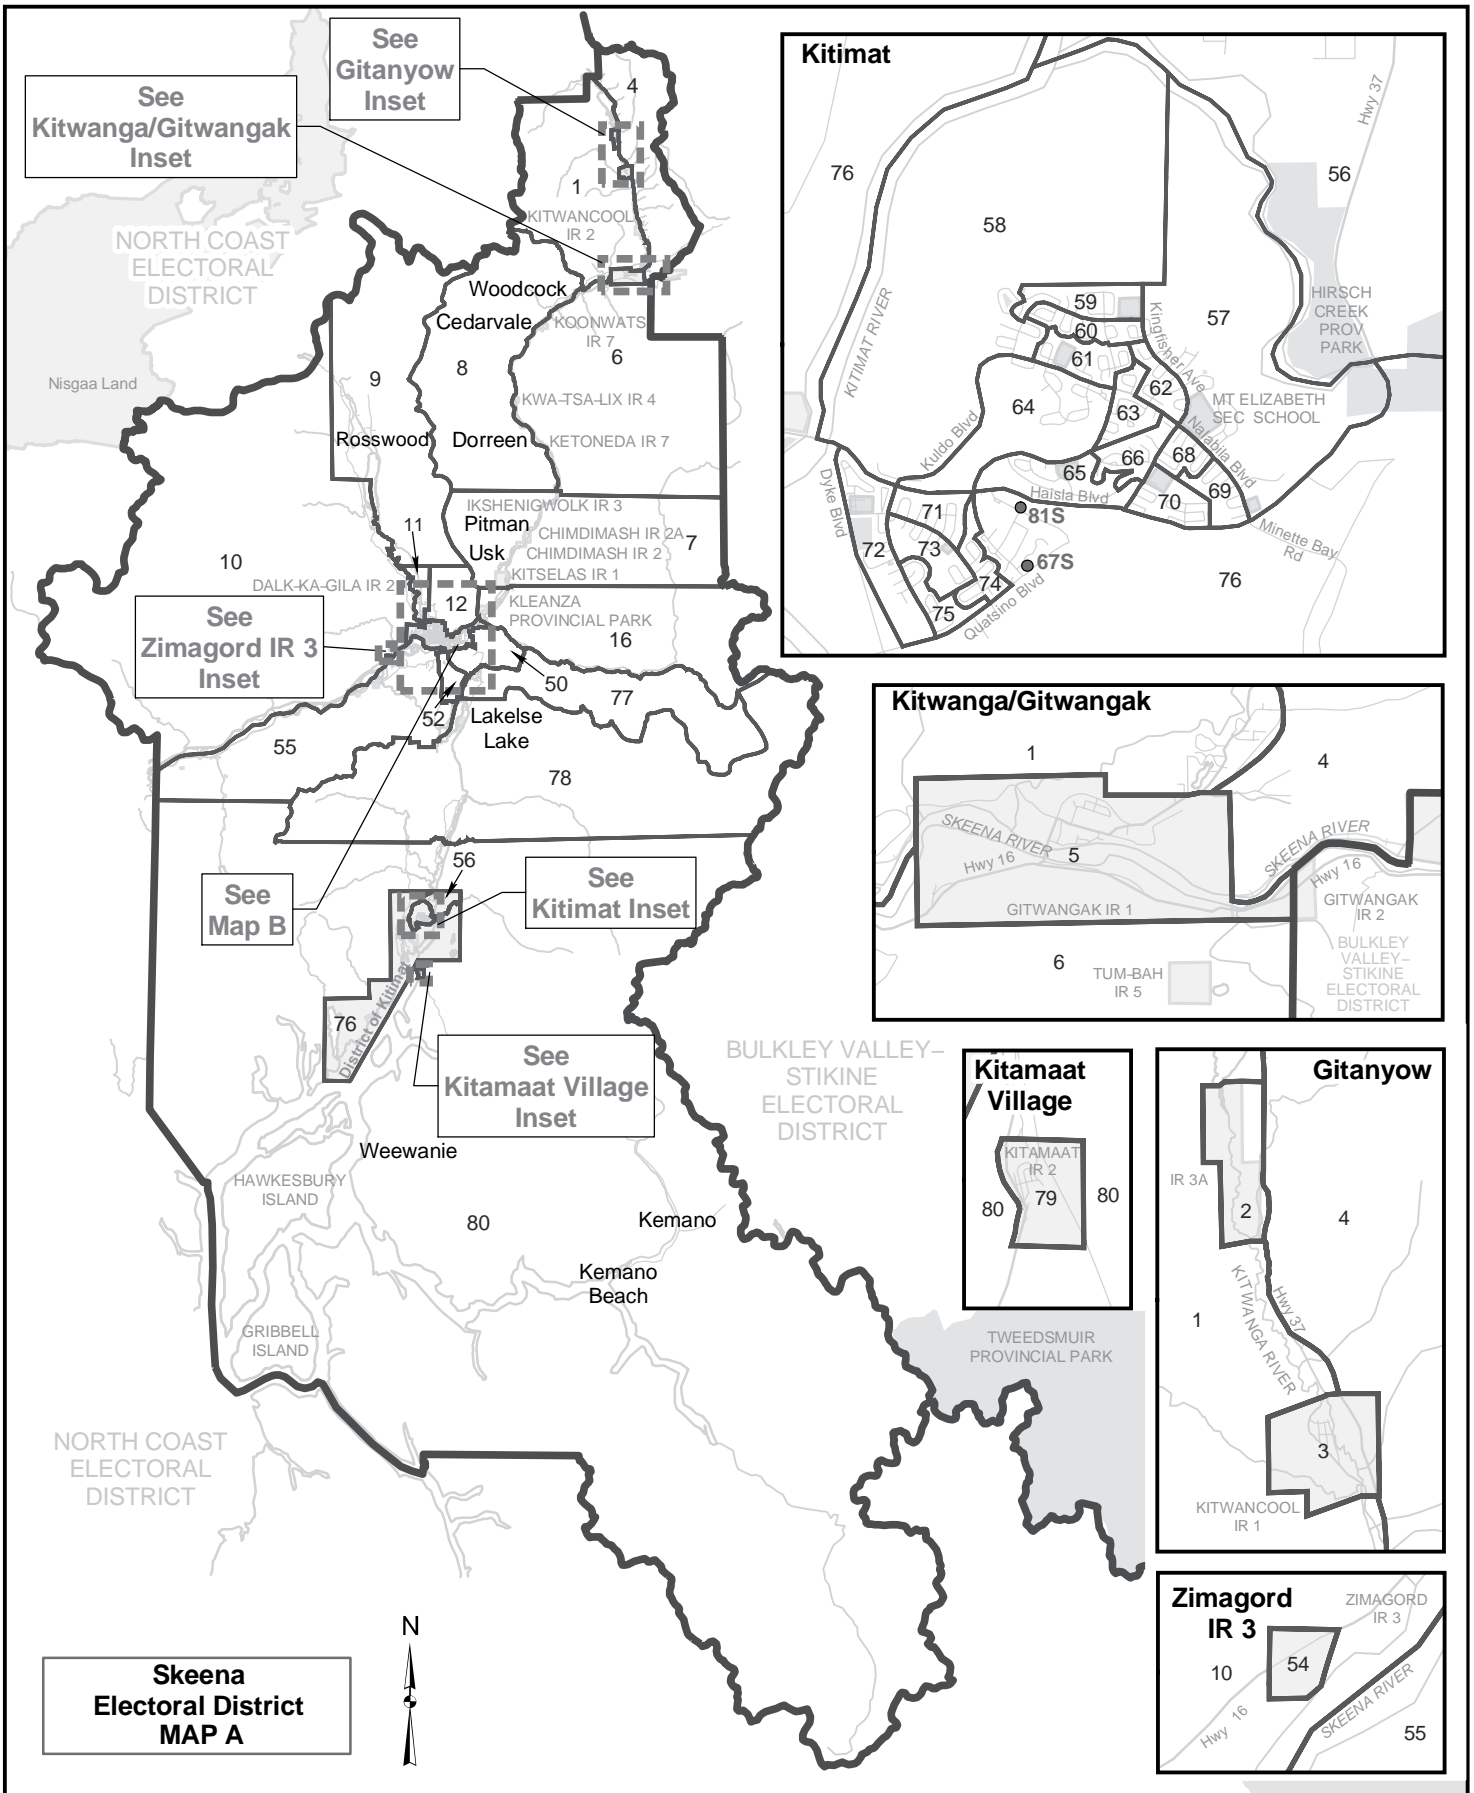 See
Gitanyow
Inset
See
Kitwanga/Gitwangak
Inset
4
1
KITWANCOOL
IR 2
NORTH COAST
ELECTORAL
DISTRICT
Nisgaa Land
Woodcock
Cedarvale
KOONWATS
IR 7
6
8
9
KWA-TSA-LIX IR 4
Rosswood
Dorreen
KETONEDA IR 7
IKSHENIGWOLK IR 3
Pitman
Usk
CHIMDIMASH IR 2A
CHIMDIMASH IR 2
7
11
10
KITSELAS IR 1
DALK-KA-GILA IR 2
12
KLEANZA
PROVINCIAL PARK
16
See
Zimagord IR 3
Inset
50
77
52
Lakelse
Lake
55
78
56
See
Map B
See
Kitimat Inset
76
District of Kitimat
See
Kitamaat Village
Inset
BULKLEY VALLEY–
STIKINE
ELECTORAL
DISTRICT
Weewanie
HAWKESBURY
ISLAND
80
Kemano
Kemano
Beach
GRIBBELL
ISLAND
TWEEDSMUIR
PROVINCIAL PARK
NORTH COAST
ELECTORAL
DISTRICT
N
Skeena
Electoral District
MAP A
Kitimat
76
Hwy 37
56
58
KITIMAT RIVER
59
60
61
Kingfisher Ave
57
HIRSCH
CREEK
PROV
PARK
62
63
64
MT ELIZABETH
SEC SCHOOL
Kuldo Blvd
Nalabila Blvd
66
68
65
69
70
Haisla Blvd
Dyke Blvd
71
81S
Minette Bay
Rd
72
73
67S
74
76
75
Quatsino Blvd
Kitwanga/Gitwangak
1
4
SKEENA RIVER
SKEENA RIVER
Hwy 16
5
Hwy 16
GITWANGAK IR 1
GITWANGAK
IR 2
6
TUM-BAH
IR 5
BULKLEY
VALLEY–
STIKINE
ELECTORAL
DISTRICT
Kitamaat
Village
KITAMAAT
IR 2
79
80
80
Gitanyow
IR 3A
2
4
KITWANGA RIVER
Hwy 37
1
3
KITWANCOOL
IR 1
Zimagord
IR 3
ZIMAGORD
IR 3
10
54
Hwy 16
SKEENA RIVER
55